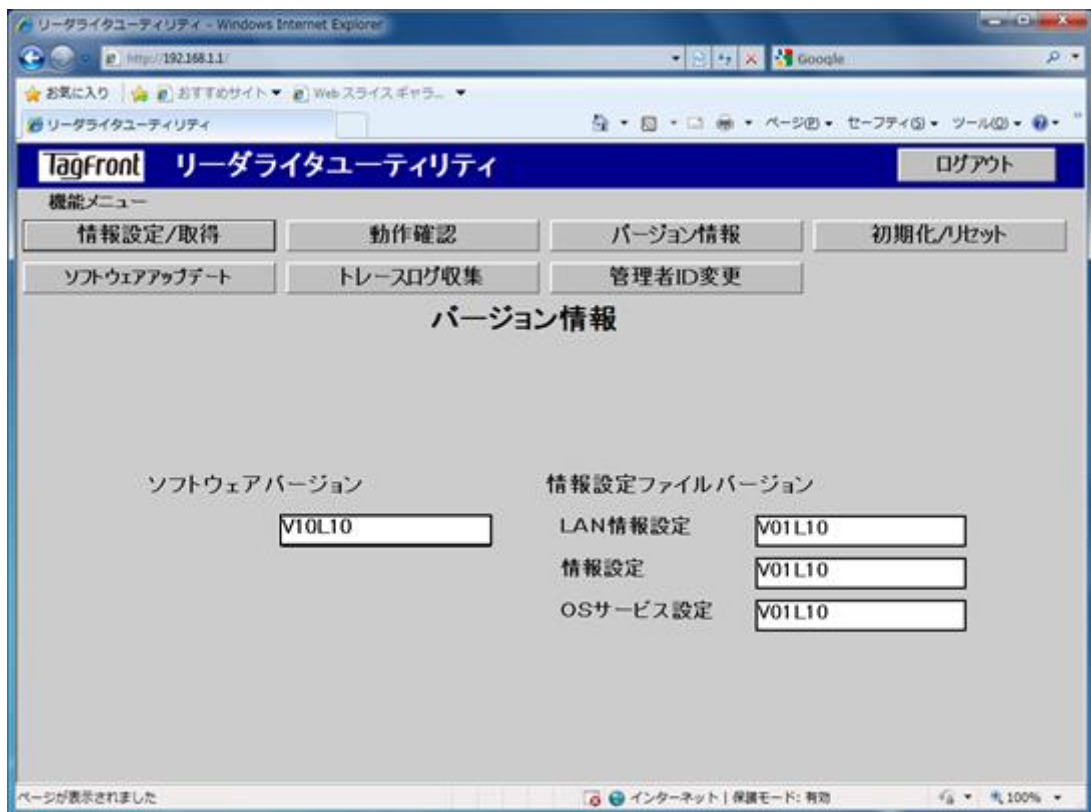 リーダライタユーティリティ - Windows Internet Explorer
http://192.168.1.1/ Google
お気に入り おすすめサイト ▼ Web スライス ギャラ... ▼
リーダライタユーティリティ ページ(P) ▼ セーフティ(S) ▼ ツール(O) ▼
TagFront リーダライタユーティリティ ログアウト
機能メニュー
情報設定/取得 動作確認 バージョン情報 初期化/リセット
ソフトウェアアップデート トレースログ収集 管理者ID変更
バージョン情報
ソフトウェアバージョン 情報設定ファイルバージョン
V10L10 LAN情報設定 V01L10
情報設定 V01L10
OSサービス設定 V01L10
ページが表示されました インターネット | 保護モード: 有効 100% ▼